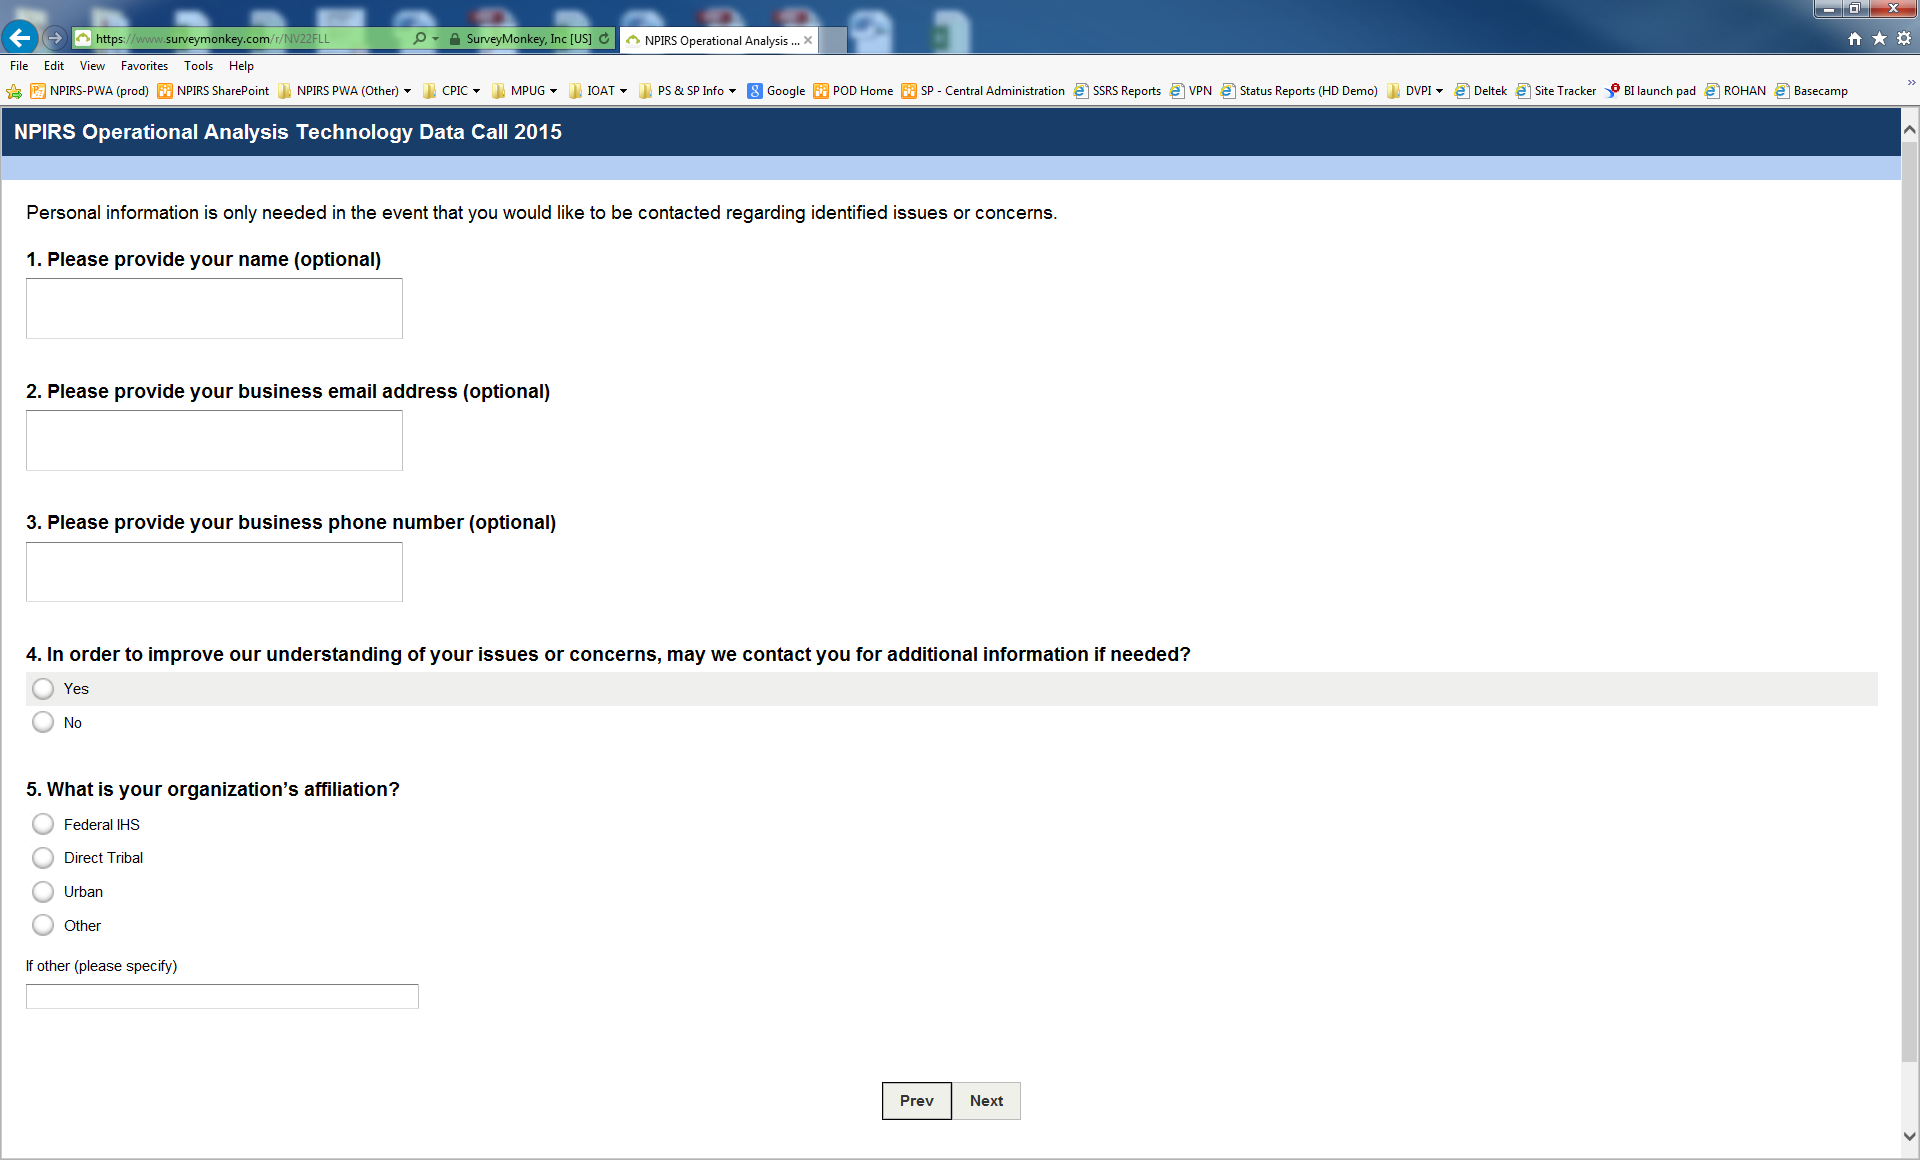 https://www.surveymonkey.com/r/NV22FLL
SurveyMonkey, Inc [US]
NPIRS Operational Analysis ...
File Edit View Favorites Tools Help
NPIRS-PWA (prod) NPIRS SharePoint NPIRS PWA (Other) CPIC MPUG IOAT PS & SP Info Google POD Home SP - Central Administration SSRS Reports VPN Status Reports (HD Demo) DVPI Deltek Site Tracker BI launch pad ROHAN Basecamp
NPIRS Operational Analysis Technology Data Call 2015
Personal information is only needed in the event that you would like to be contacted regarding identified issues or concerns.
1. Please provide your name (optional)
2. Please provide your business email address (optional)
3. Please provide your business phone number (optional)
4. In order to improve our understanding of your issues or concerns, may we contact you for additional information if needed?
Yes
No
5. What is your organization’s affiliation?
Federal IHS
Direct Tribal
Urban
Other
If other (please specify)
Prev Next